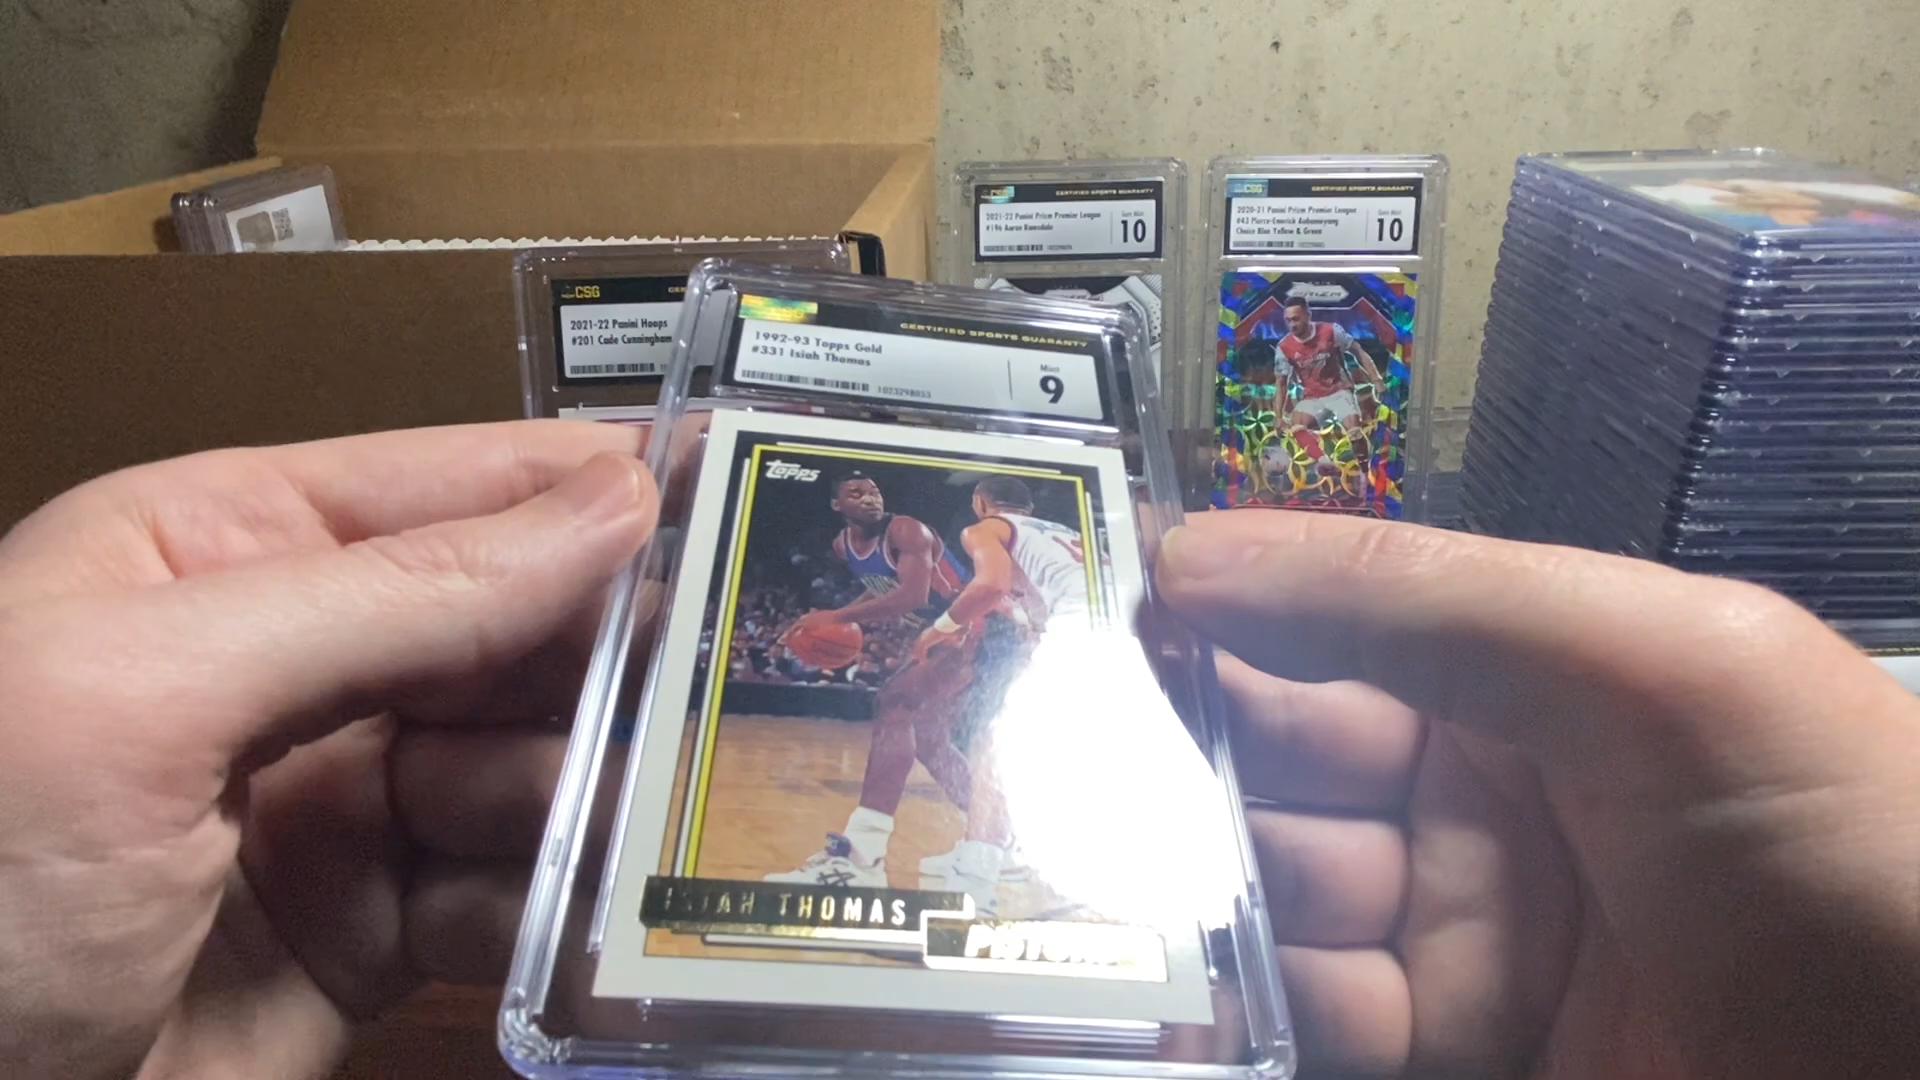 CSG
CERTIFIED SPORTS GUARANTY
2021-22 Panini Prizm Premier League
#196 Aaron Ramsdale
Gem Mint
10
CSG
CERTIFIED SPORTS GUARANTY
2020-21 Panini Prizm Premier League
#43 Pierre-Emerick Aubameyang
Choice Blue Yellow & Green
Gem Mint
10
CSG
2021-22 Panini Hoops
#201 Cade Cunningham
CSG
CERTIFIED SPORTS GUARANTY
1992-93 Topps Gold
#331 Isiah Thomas
1023298033
Mint
9
Topps
ISIAH THOMAS
PISTONS